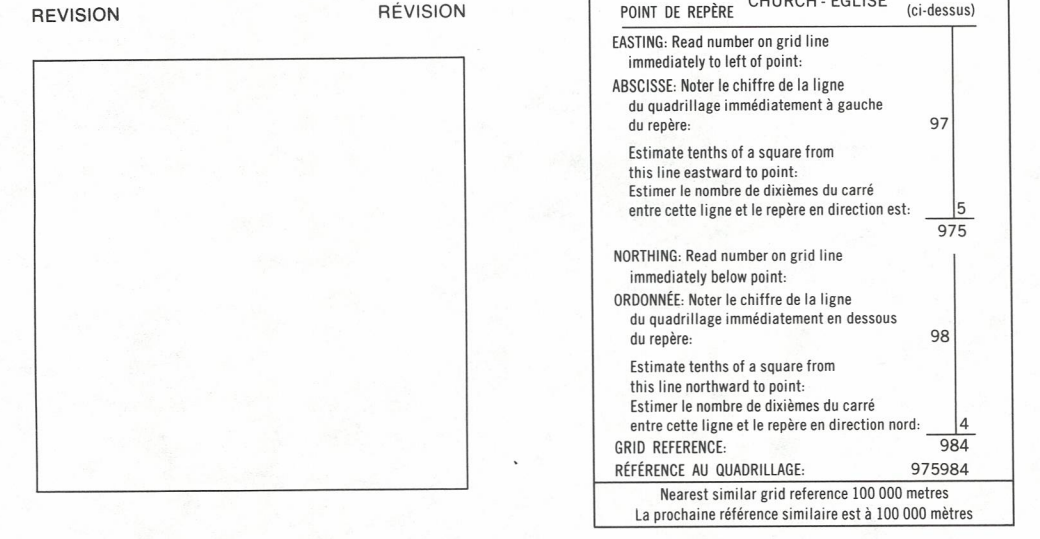 REVISION RÉVISION
POINT DE REPÈRE CHURCH - ÉGLISE (ci-dessus)
EASTING: Read number on grid line
immediately to left of point:
ABSCISSE: Noter le chiffre de la ligne
du quadrillage immédiatement à gauche
du repère: 97
Estimate tenths of a square from
this line eastward to point:
Estimer le nombre de dixièmes du carré
entre cette ligne et le repère en direction est: 5
975
NORTHING: Read number on grid line
immediately below point:
ORDONNÉE: Noter le chiffre de la ligne
du quadrillage immédiatement en dessous
du repère: 98
Estimate tenths of a square from
this line northward to point:
Estimer le nombre de dixièmes du carré
entre cette ligne et le repère en direction nord: 4
GRID REFERENCE: 984
RÉFÉRENCE AU QUADRILLAGE: 975984
Nearest similar grid reference 100 000 metres
La prochaine référence similaire est à 100 000 mètres